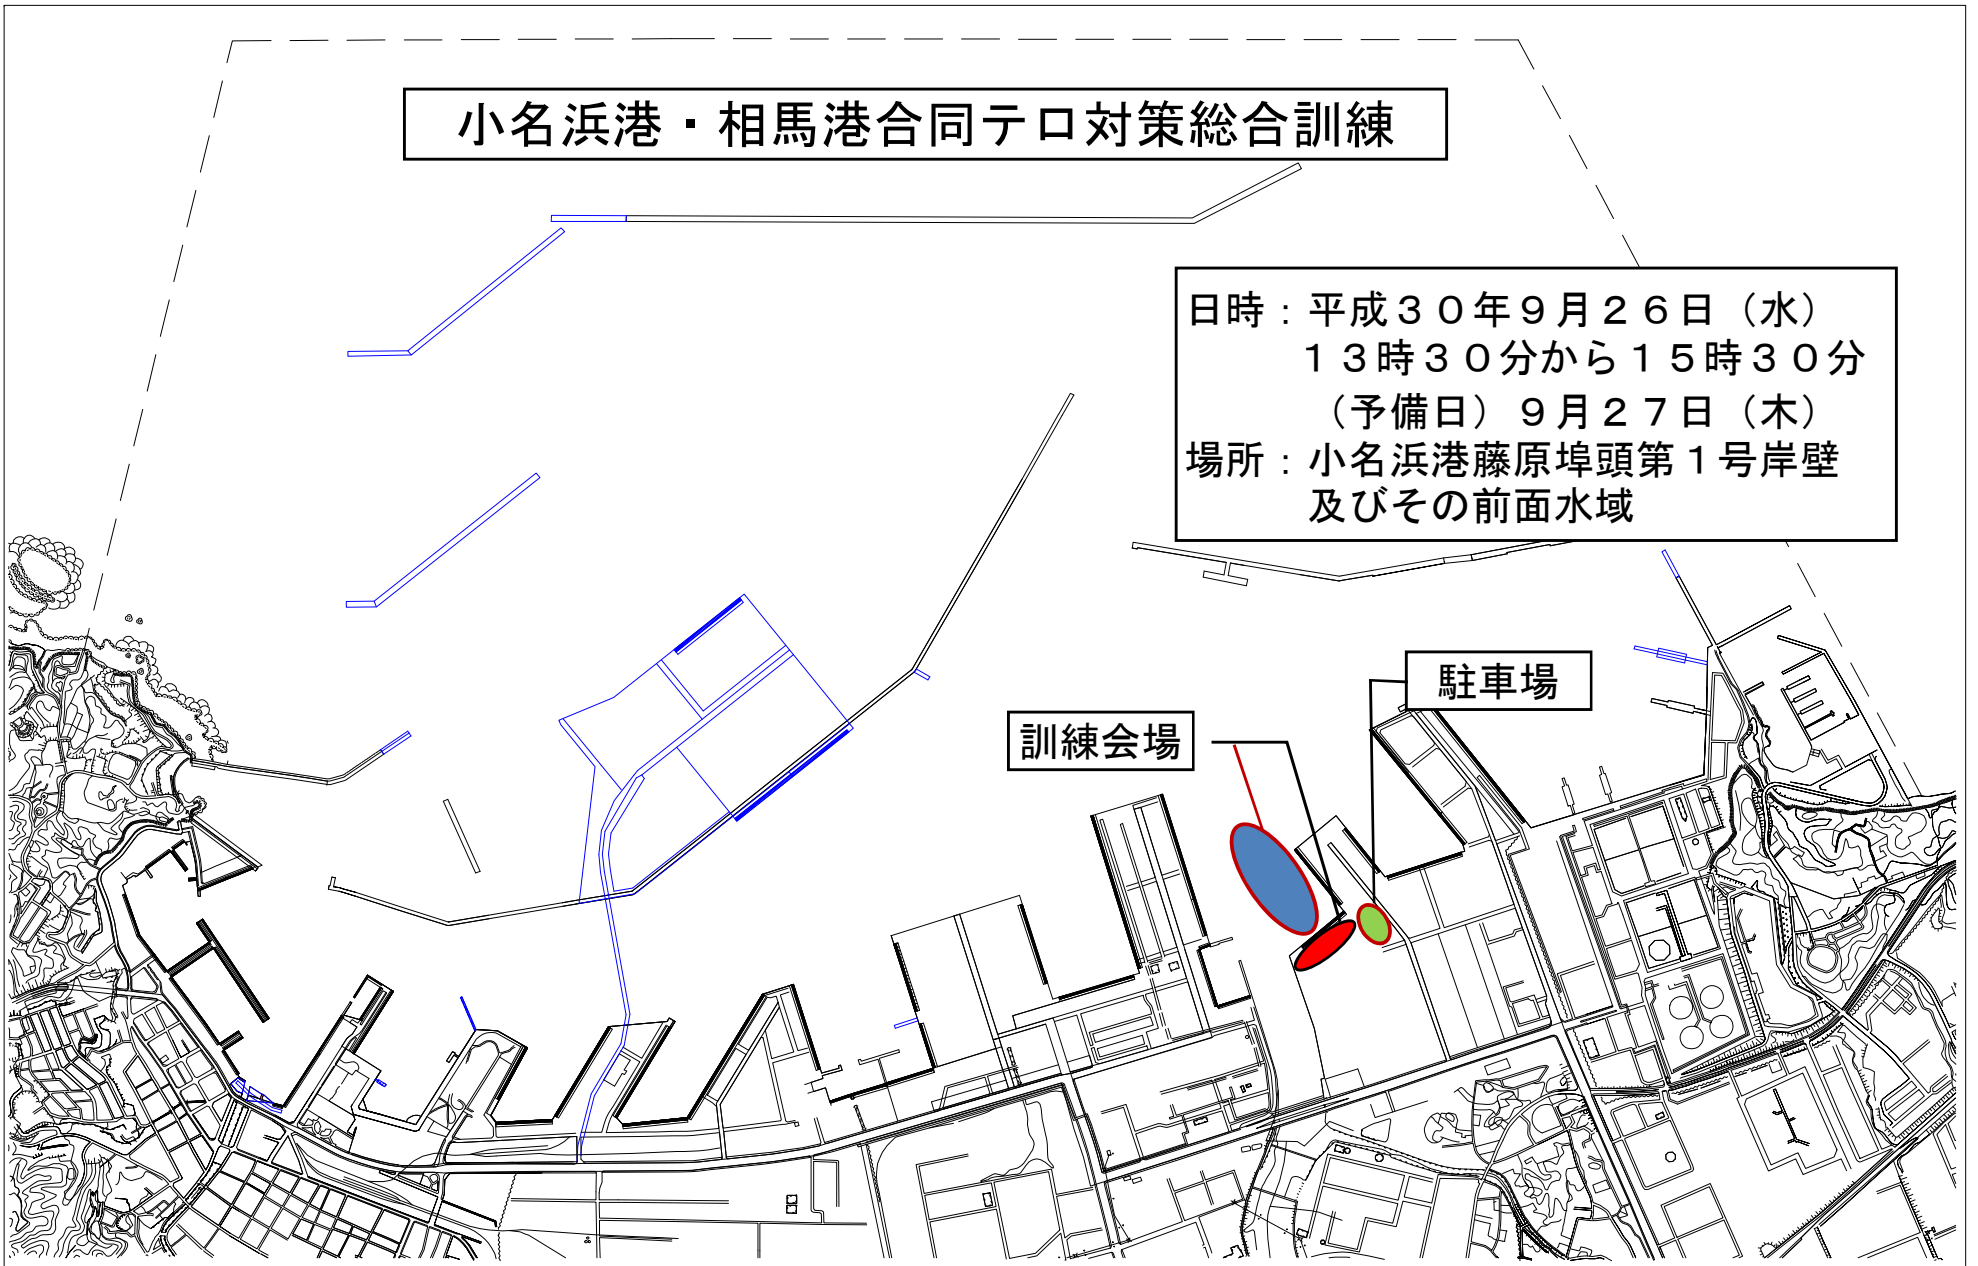 小名浜港・相馬港合同テロ対策総合訓練
日時：平成３０年９月２６日（水）
１３時３０分から１５時３０分
（予備日）９月２７日（木）
場所：小名浜港藤原埠頭第１号岸壁
及びその前面水域
駐車場
訓練会場